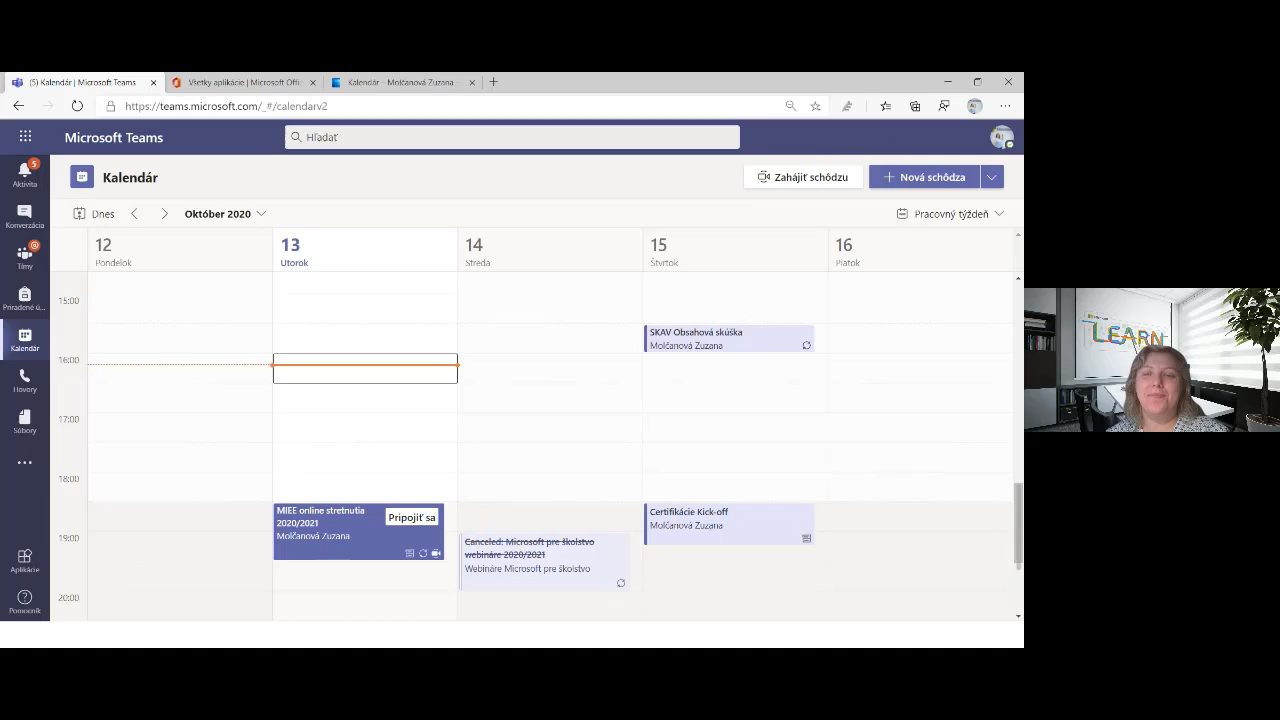 (5) Kalendár | Microsoft Teams
Všetky aplikácie | Microsoft Offi
Kalendár – Molčanová Zuzana –
https://teams.microsoft.com/_#/calendarv2
Microsoft Teams
Hľadať
5
Aktivita
Konverzácia
Tímy
Priradené ú...
Kalendár
Hovory
Súbory
Aplikácie
Pomocník
Kalendár
Zahájiť schôdzu
Nová schôdza
Dnes
Október 2020
Pracovný týždeň
12
Pondelok
13
Utorok
14
Streda
15
Štvrtok
16
Piatok
15:00
16:00
17:00
18:00
19:00
20:00
SKAV Obsahová skúška
Molčanová Zuzana
MIEE online stretnutia
2020/2021
Molčanová Zuzana
Pripojiť sa
Canceled: Microsoft pre školstvo
webináre 2020/2021
Webináre Microsoft pre školstvo
Certifikácie Kick-off
Molčanová Zuzana
LEARN